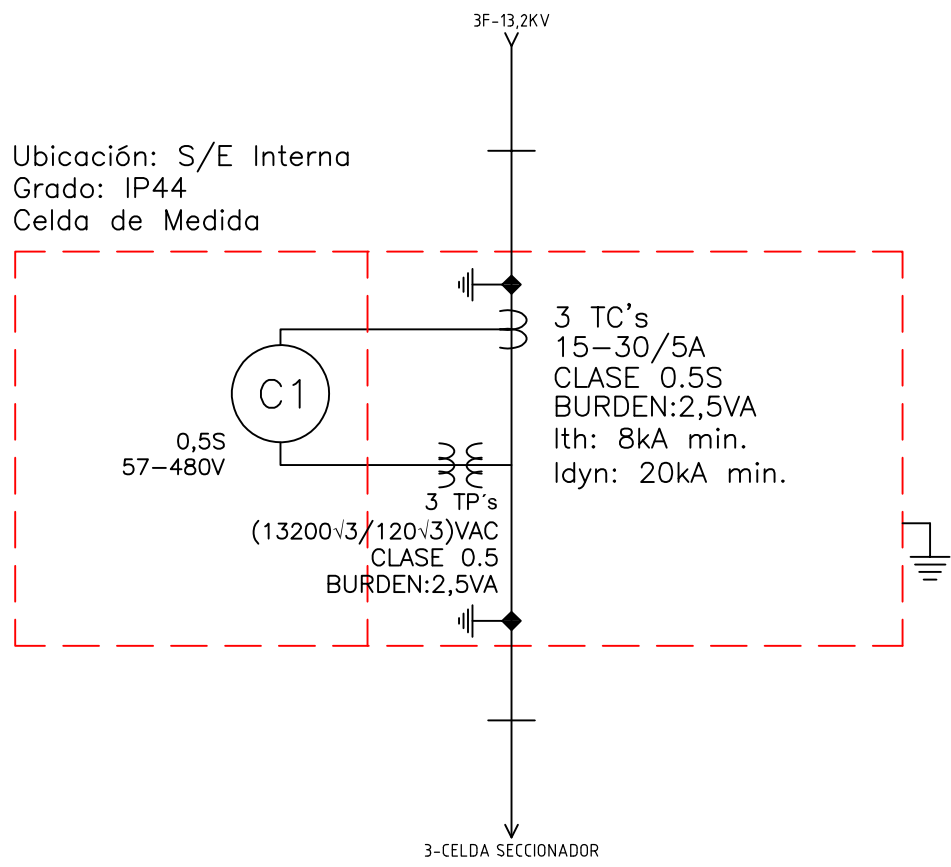 3F-13,2KV
Ubicación: S/E Interna
Grado: IP44
Celda de Medida
3 TC's
15-30/5A
CLASE 0.5S
BURDEN:2,5VA
Ith: 8kA min.
Idyn: 20kA min.
C1
0,5S
57-480V
3 TP's
(13200√3/120√3)VAC
CLASE 0.5
BURDEN:2,5VA
3-CELDA SECCIONADOR